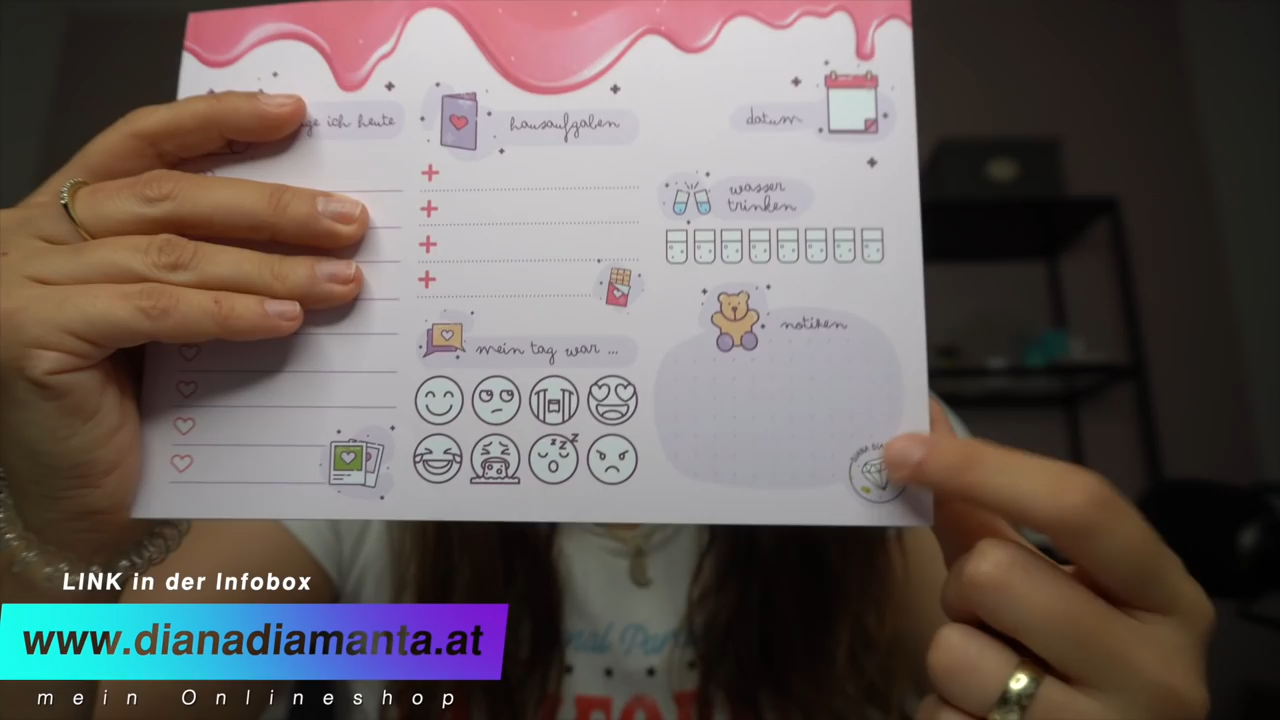 ich heute
hausaufgaben
datum
wasser
trinken
mein tag war ...
notizen
LINK in der Infobox
www.dianadiamanta.at
mein Onlineshop